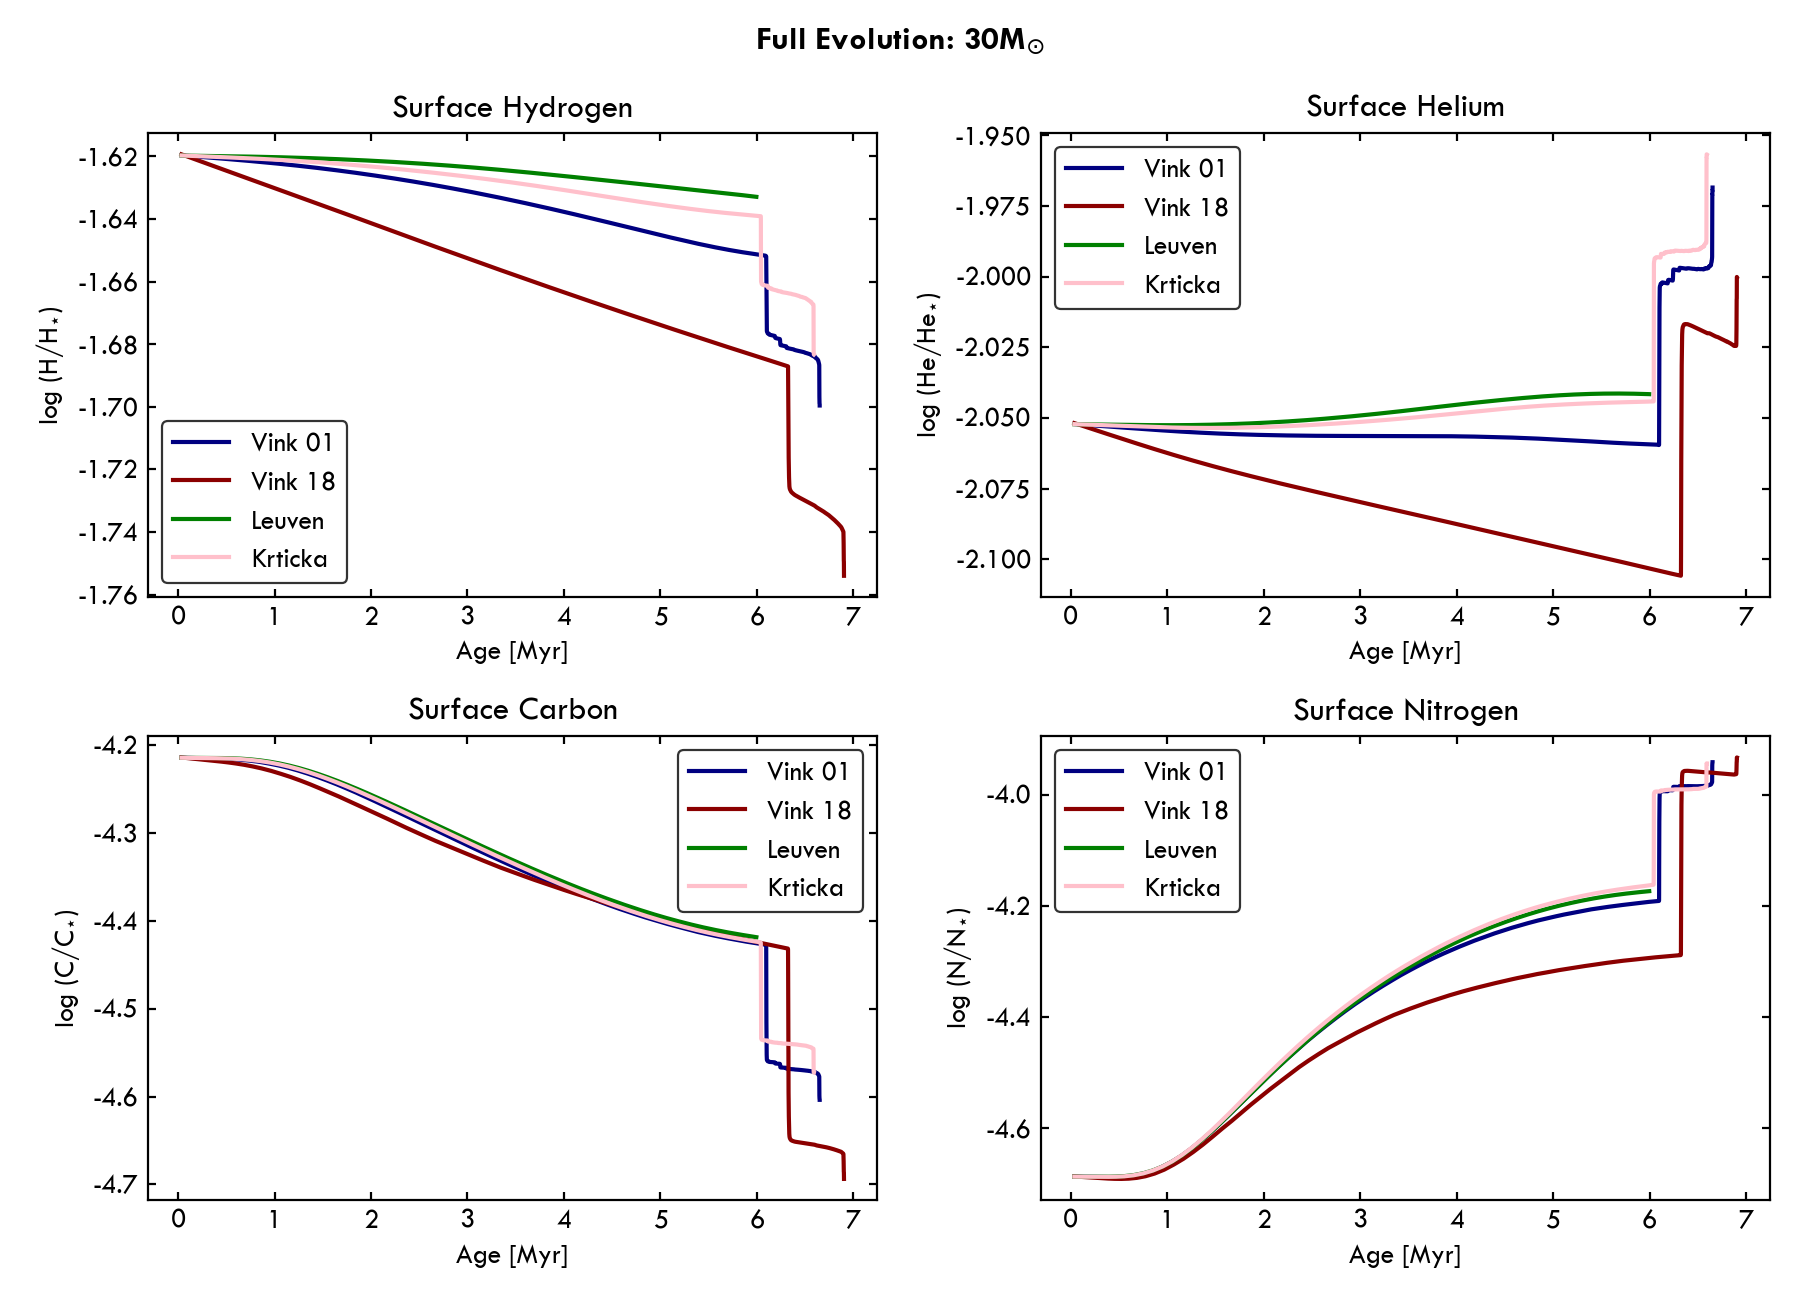 Full Evolution: 30M☉
Surface Hydrogen
log (H/H⋆)
-1.62
-1.64
-1.66
-1.68
-1.70
-1.72
-1.74
-1.76
Vink 01
Vink 18
Leuven
Krticka
0 1 2 3 4 5 6 7
Age [Myr]
Surface Helium
log (He/He⋆)
-1.950
-1.975
-2.000
-2.025
-2.050
-2.075
-2.100
Vink 01
Vink 18
Leuven
Krticka
0 1 2 3 4 5 6 7
Age [Myr]
Surface Carbon
log (C/C⋆)
-4.2
-4.3
-4.4
-4.5
-4.6
-4.7
Vink 01
Vink 18
Leuven
Krticka
0 1 2 3 4 5 6 7
Age [Myr]
Surface Nitrogen
log (N/N⋆)
-4.0
-4.2
-4.4
-4.6
Vink 01
Vink 18
Leuven
Krticka
0 1 2 3 4 5 6 7
Age [Myr]